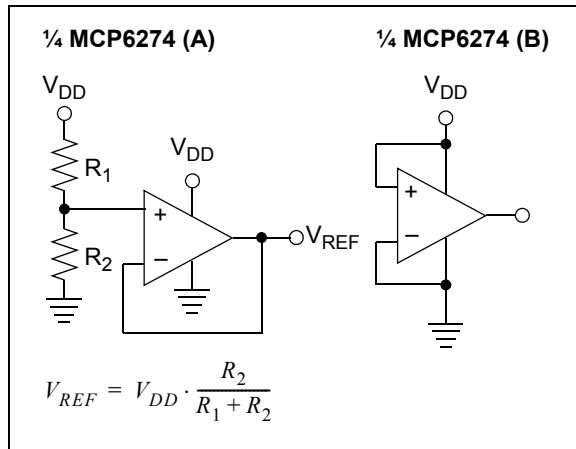 ¼ MCP6274 (A)
¼ MCP6274 (B)
V_DD
R_1
R_2
V_DD
+
−
V_REF
V_DD
+
−
V_REF = V_DD · R_2 / (R_1 + R_2)